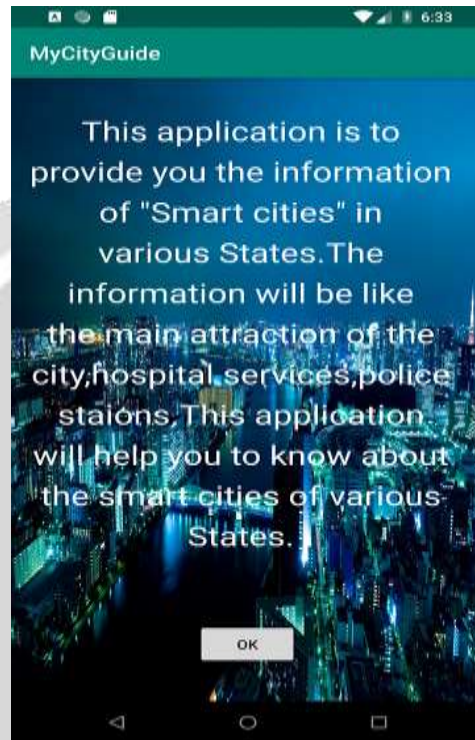 6:33
MyCityGuide
This application is to
provide you the information
of "Smart cities" in
various States.The
information will be like
the main attraction of the
city,hospital services,police
staions,This application
will help you to know about
the smart cities of various
States.
OK